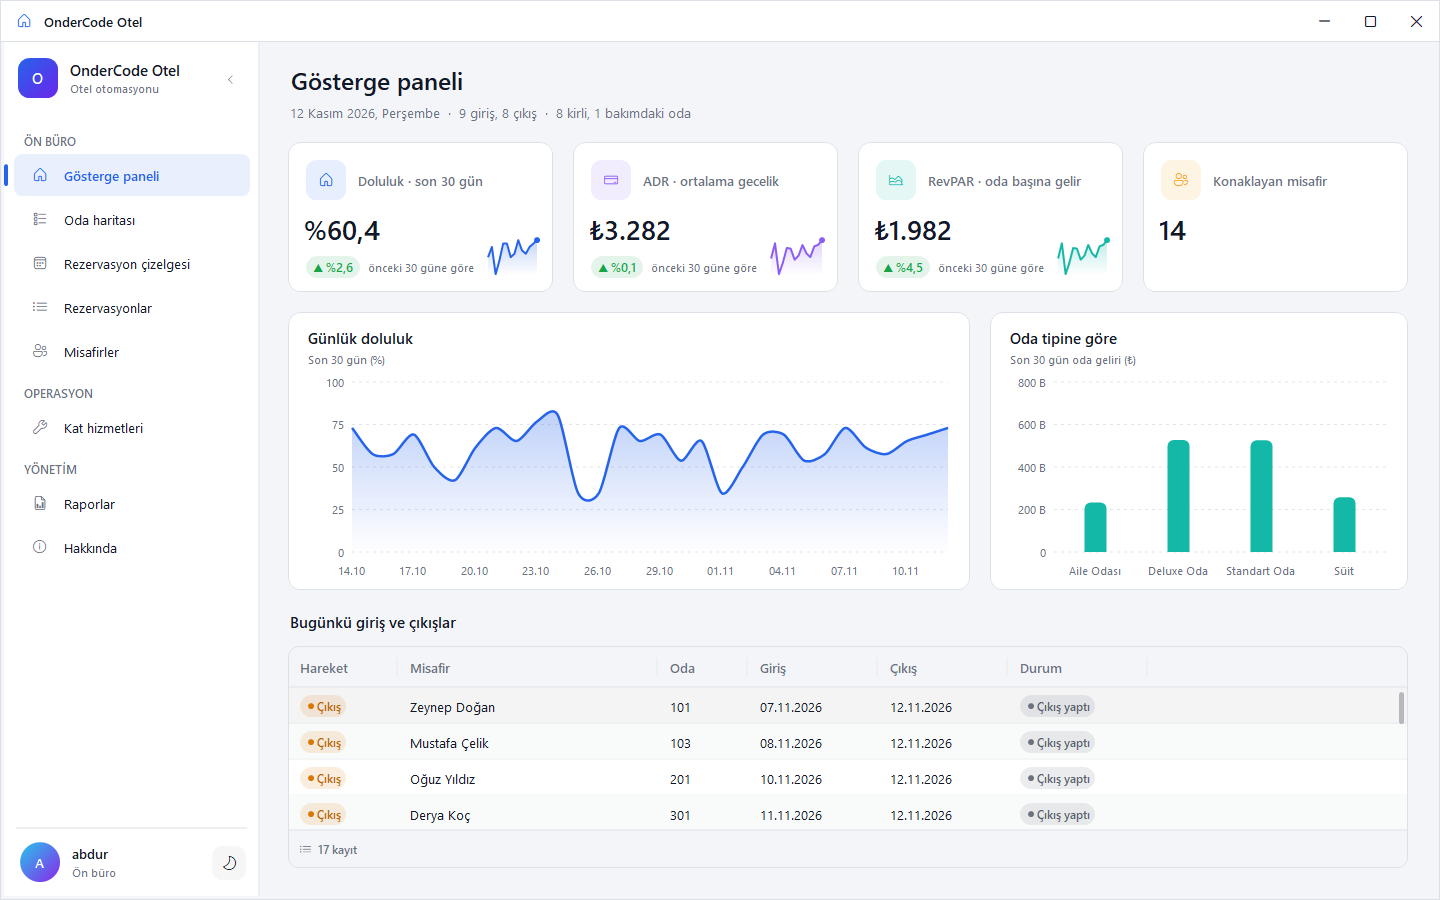 OnderCode Otel
O
OnderCode Otel
Otel otomasyonu
ÖN BÜRO
Gösterge paneli
Oda haritası
Rezervasyon çizelgesi
Rezervasyonlar
Misafirler
OPERASYON
Kat hizmetleri
YÖNETİM
Raporlar
Hakkında
A
abdur
Ön büro
Gösterge paneli
12 Kasım 2026, Perşembe · 9 giriş, 8 çıkış · 8 kirli, 1 bakımdaki oda
Doluluk · son 30 gün
%60,4
▲ %2,6 önceki 30 güne göre
ADR · ortalama gecelik
₺3.282
▲ %0,1 önceki 30 güne göre
RevPAR · oda başına gelir
₺1.982
▲ %4,5 önceki 30 güne göre
Konaklayan misafir
14
Günlük doluluk
Son 30 gün (%)
100
75
50
25
0
14.10 17.10 20.10 23.10 26.10 29.10 01.11 04.11 07.11 10.11
Oda tipine göre
Son 30 gün oda geliri (₺)
800 B
600 B
400 B
200 B
0
Aile Odası Deluxe Oda Standart Oda Süit
Bugünkü giriş ve çıkışlar
Hareket Misafir Oda Giriş Çıkış Durum
Çıkış Zeynep Doğan 101 07.11.2026 12.11.2026 Çıkış yaptı
Çıkış Mustafa Çelik 103 08.11.2026 12.11.2026 Çıkış yaptı
Çıkış Oğuz Yıldız 201 10.11.2026 12.11.2026 Çıkış yaptı
Çıkış Derya Koç 301 11.11.2026 12.11.2026 Çıkış yaptı
17 kayıt